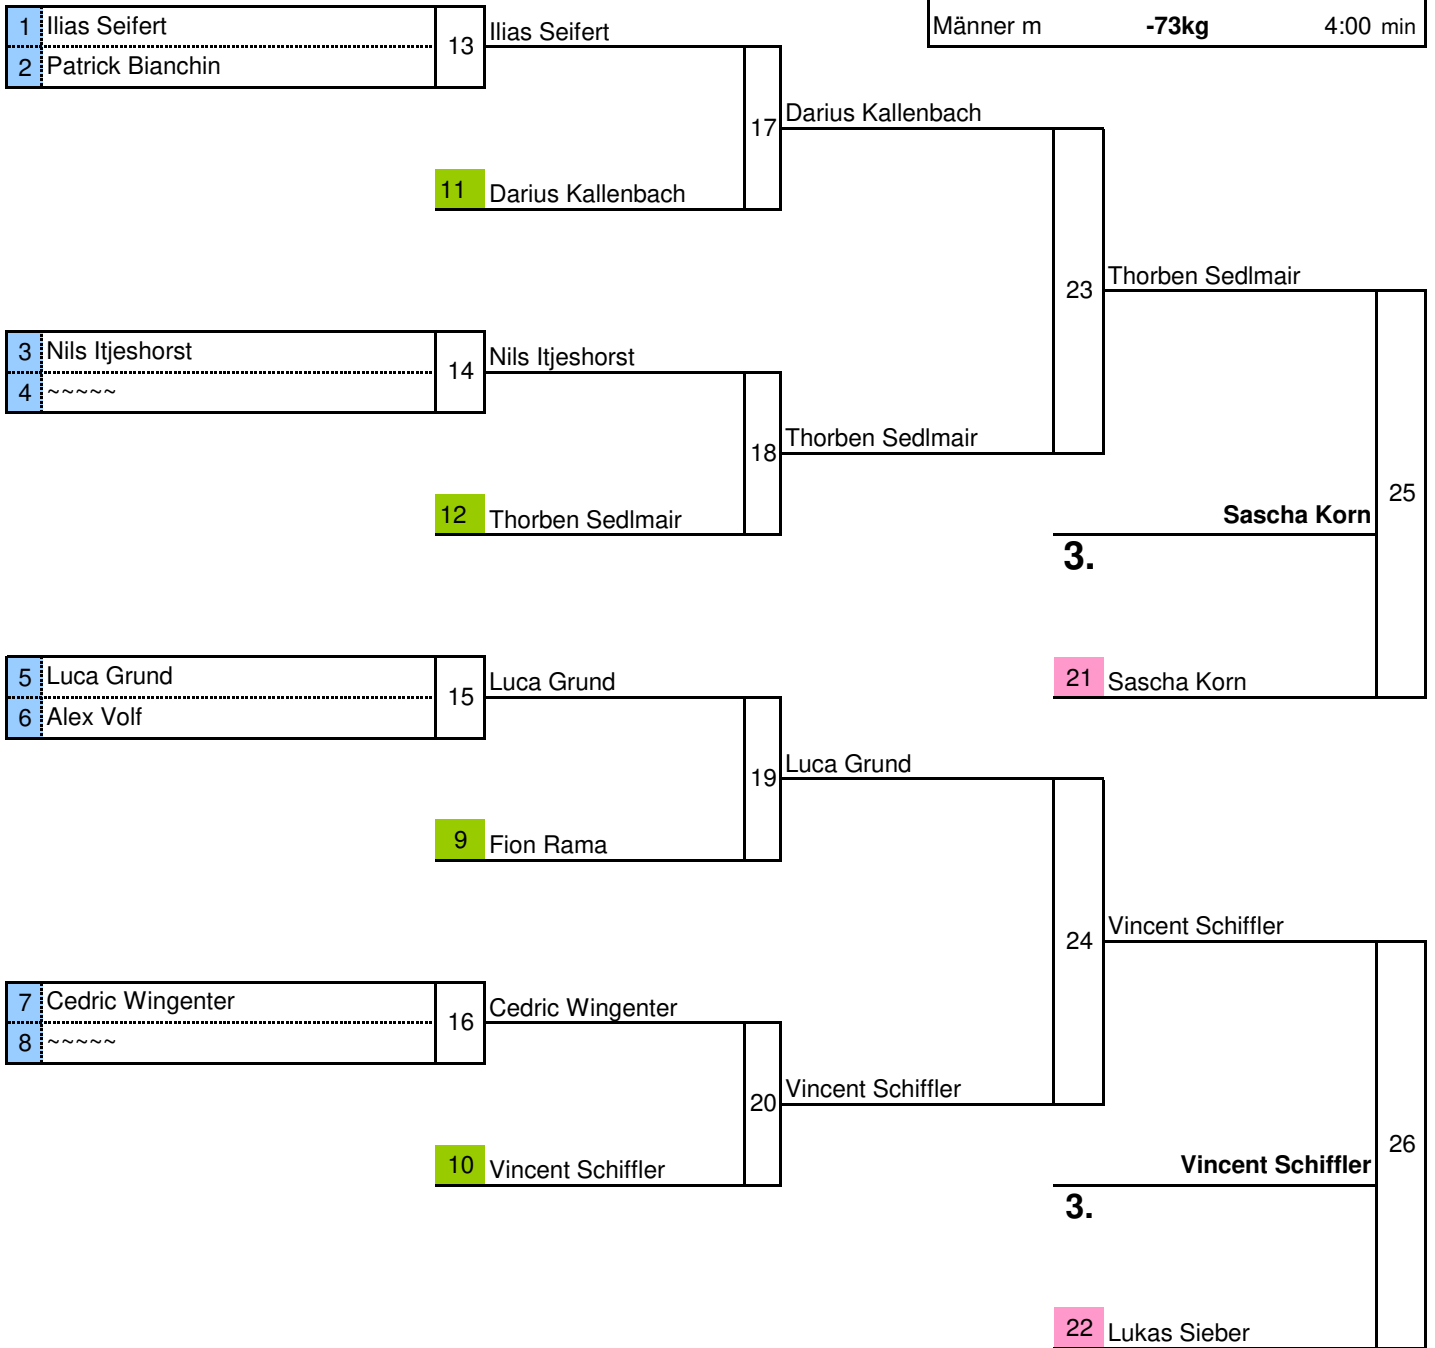 Männer m -73kg 4:00 min
1 Ilias Seifert
2 Patrick Bianchin
13 Ilias Seifert
17 Darius Kallenbach
11 Darius Kallenbach
23 Thorben Sedlmair
3 Nils Itjeshorst
4 ~~~~~
14 Nils Itjeshorst
18 Thorben Sedlmair
12 Thorben Sedlmair
25
Sascha Korn
3.
21 Sascha Korn
5 Luca Grund
6 Alex Volf
15 Luca Grund
19 Luca Grund
9 Fion Rama
24 Vincent Schiffler
7 Cedric Wingenter
8 ~~~~~
16 Cedric Wingenter
20 Vincent Schiffler
10 Vincent Schiffler
26
Vincent Schiffler
3.
22 Lukas Sieber